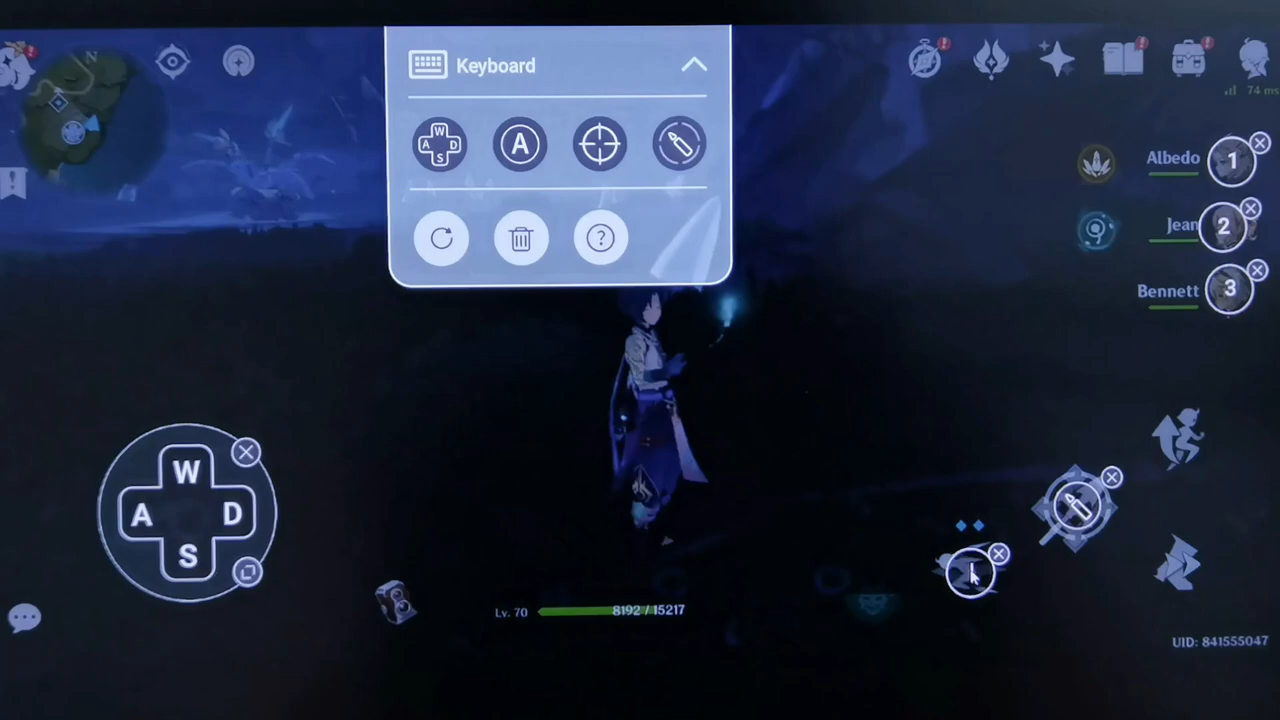 N
Keyboard
W
A D
S
A
?
74 ms
Albedo
1
Jean
2
Bennett
3
W
A D
S
Lv. 70
8192 / 15217
UID: 841555047